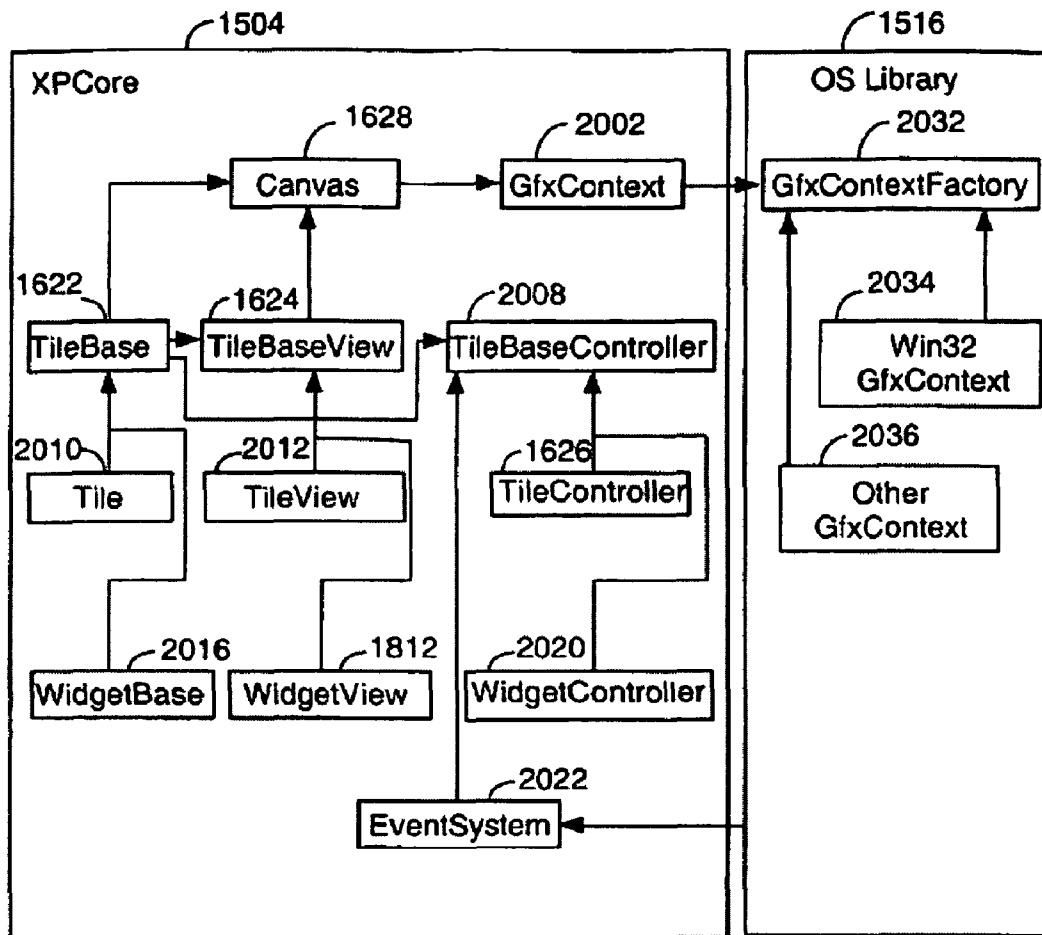 1504
1516
XPCore
OS Library
1628
2002
2032
Canvas
GfxContext
GfxContextFactory
1622
1624
2008
2034
TileBase
TileBaseView
TileBaseController
Win32
GfxContext
2010
2012
1626
2036
Tile
TileView
TileController
Other
GfxContext
2016
1812
2020
WidgetBase
WidgetView
WidgetController
2022
EventSystem